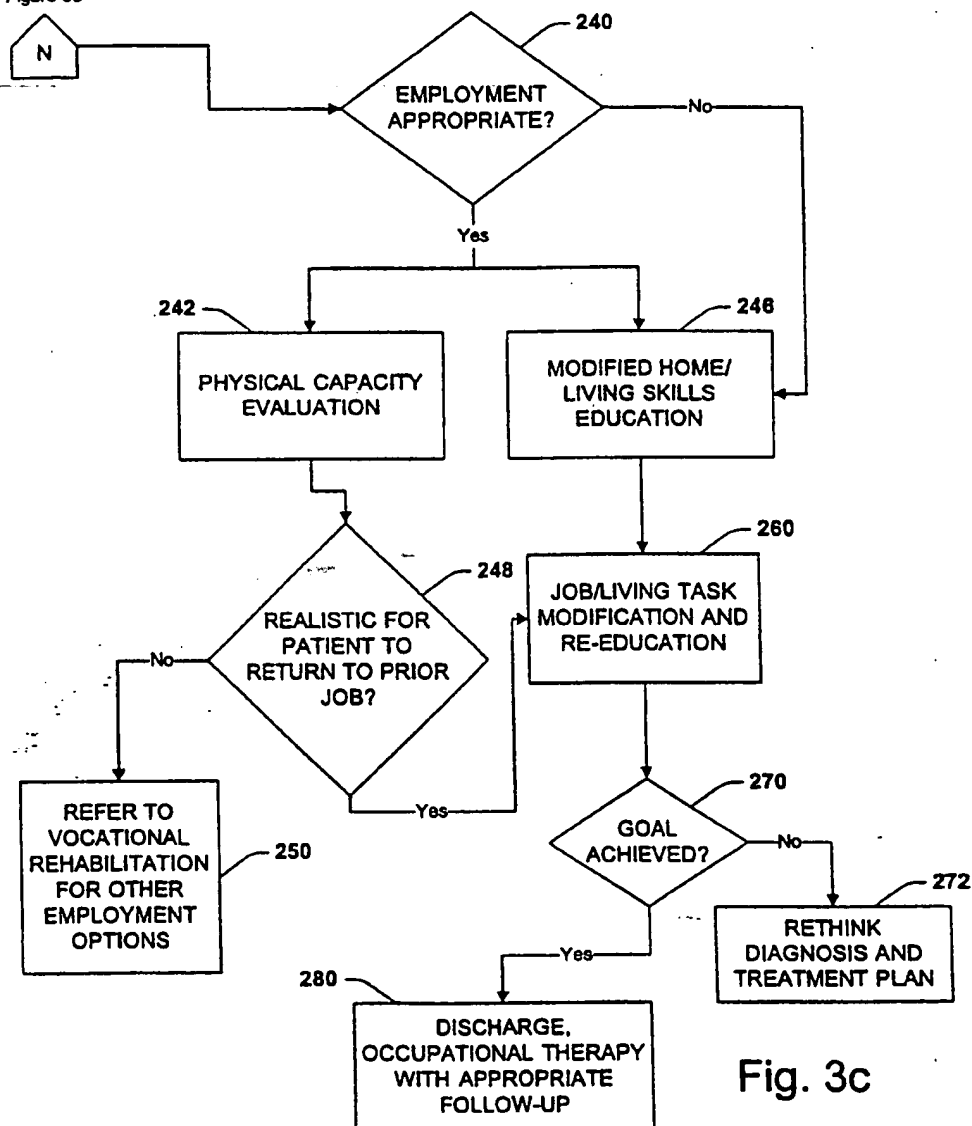 N
240
EMPLOYMENT
APPROPRIATE?
No
Yes
242
PHYSICAL CAPACITY
EVALUATION
246
MODIFIED HOME/
LIVING SKILLS
EDUCATION
248
REALISTIC FOR
PATIENT TO
RETURN TO PRIOR
JOB?
260
JOB/LIVING TASK
MODIFICATION AND
RE-EDUCATION
No
Yes
REFER TO
VOCATIONAL
REHABILITATION
FOR OTHER
EMPLOYMENT
OPTIONS
250
270
GOAL
ACHIEVED?
No
272
RETHINK
DIAGNOSIS AND
TREATMENT PLAN
Yes
280
DISCHARGE,
OCCUPATIONAL THERAPY
WITH APPROPRIATE
FOLLOW-UP
Fig. 3c